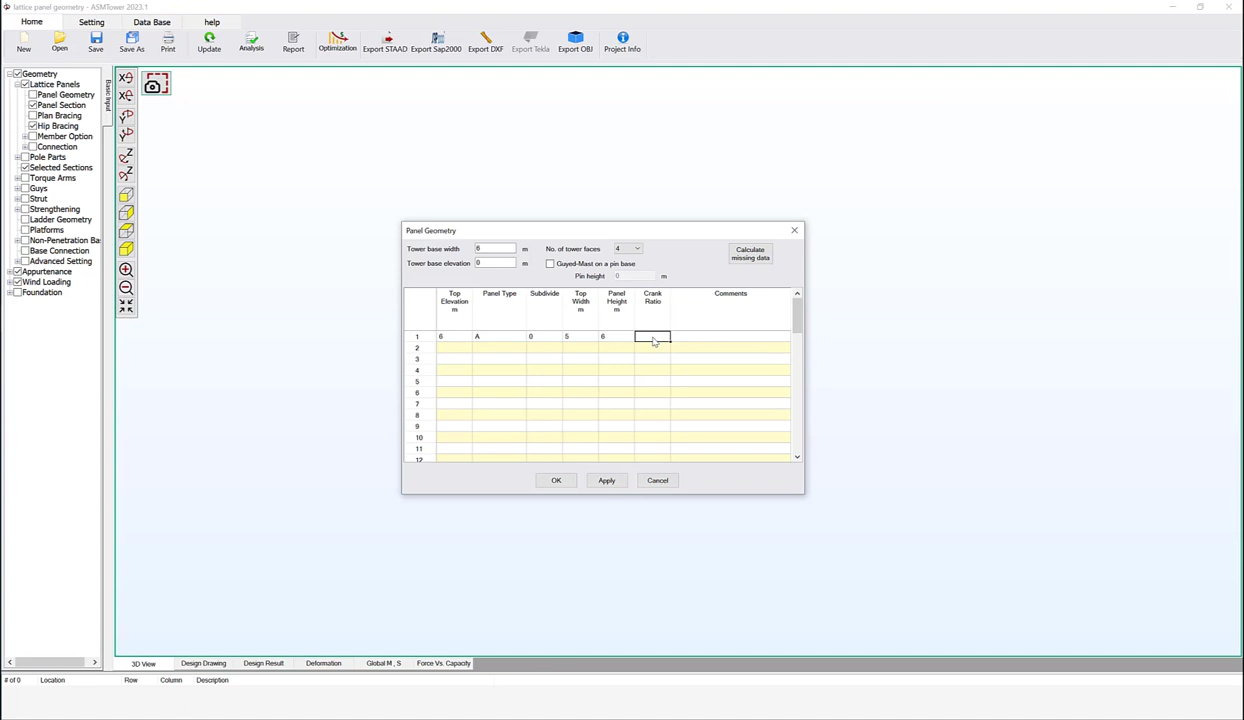 lattice panel geometry - ASMTower 2023.1
Home Setting Data Base help
New Open Save Save As Print Update Analysis Report Optimization Export STAAD Export Sap2000 Export DXF Export Tekla Export OBJ Project Info
Geometry
Lattice Panels
Panel Geometry
Panel Section
Plan Bracing
Hip Bracing
Member Option
Connection
Pole Parts
Selected Sections
Torque Arms
Guys
Strut
Strengthening
Ladder Geometry
Platforms
Non-Penetration Ba
Base Connection
Advanced Setting
Appurtenance
Wind Loading
Foundation
Basic Input
X
X
Y
Y
Z
Z
Panel Geometry
Tower base width 6 m No. of tower faces 4
Tower base elevation 0 m Guyed-Mast on a pin base
Pin height 0 m
Calculate
missing data
Top Elevation m Panel Type Subdivide Top Width m Panel Height m Crank Ratio Comments
1 6 A 0 5 6
2
3
4
5
6
7
8
9
10
11
12
OK Apply Cancel
3D View Design Drawing Design Result Deformation Global M , S Force Vs. Capacity
# of 0 Location Row Column Description